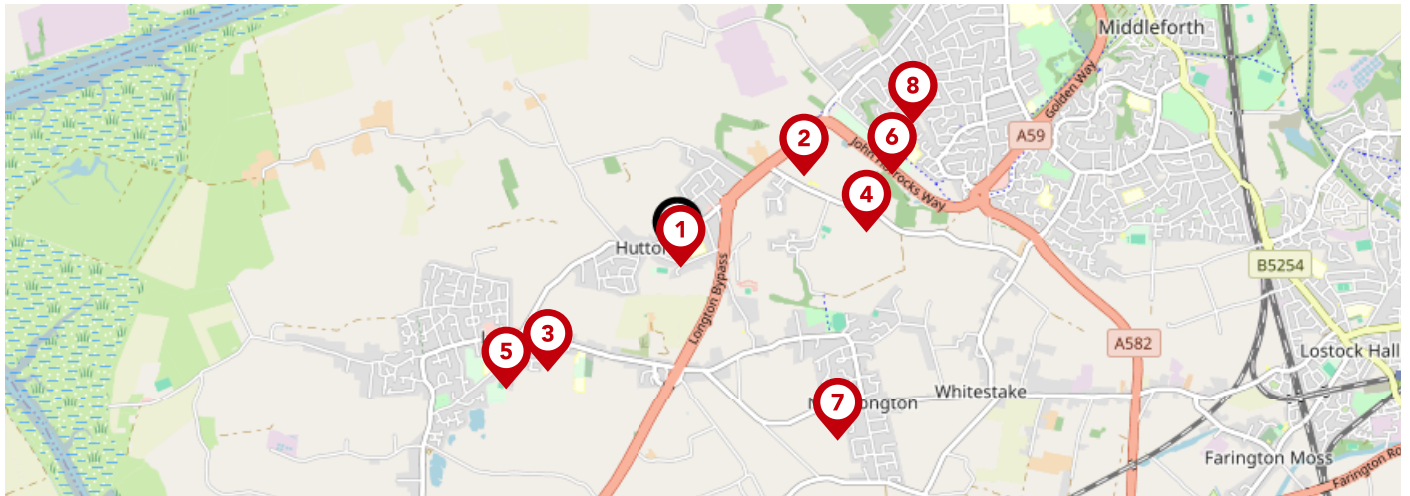 Middleforth
8
Golden Way
A59
2
6
John Horrocks Way
4
1
Hutton
B5254
Longton Bypass
3
5
A582
Lostock Hall
Whitestake
7
ongton
Farington Moss
Farington Ro